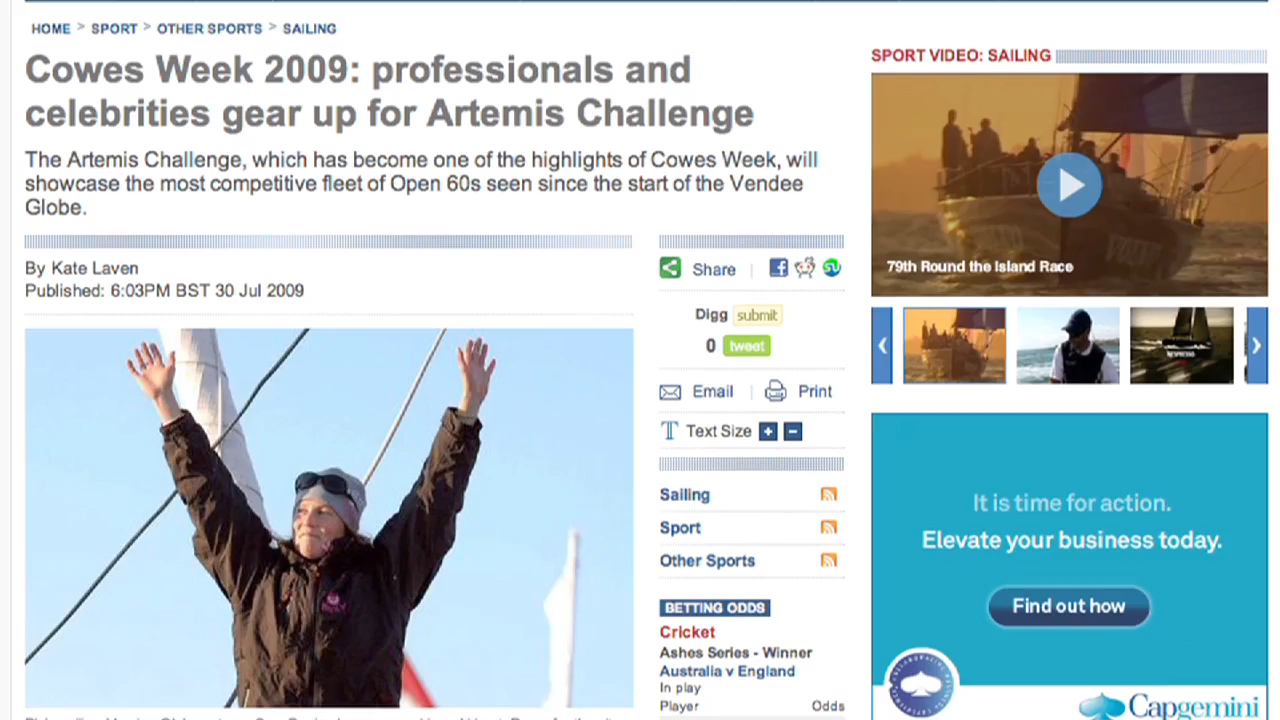 HOME > SPORT > OTHER SPORTS > SAILING
Cowes Week 2009: professionals and
celebrities gear up for Artemis Challenge
The Artemis Challenge, which has become one of the highlights of Cowes Week, will
showcase the most competitive fleet of Open 60s seen since the start of the Vendee
Globe.
By Kate Laven
Published: 6:03PM BST 30 Jul 2009
Share
Digg submit
0 tweet
Email | Print
Text Size + -
Sailing
Sport
Other Sports
BETTING ODDS
Cricket
Ashes Series - Winner
Australia v England
In play
Player Odds
SPORT VIDEO: SAILING
79th Round the Island Race
It is time for action.
Elevate your business today.
Find out how
Capgemini